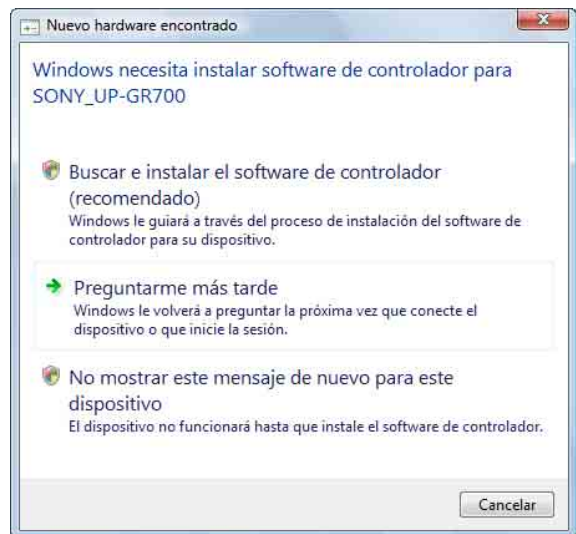 Nuevo hardware encontrado
Windows necesita instalar software de controlador para
SONY_UP-GR700
Buscar e instalar el software de controlador
(recomendado)
Windows le guiará a través del proceso de instalación del software de
controlador para su dispositivo.
Preguntarme más tarde
Windows le volverá a preguntar la próxima vez que conecte el
dispositivo o que inicie la sesión.
No mostrar este mensaje de nuevo para este
dispositivo
El dispositivo no funcionará hasta que instale el software de controlador.
Cancelar